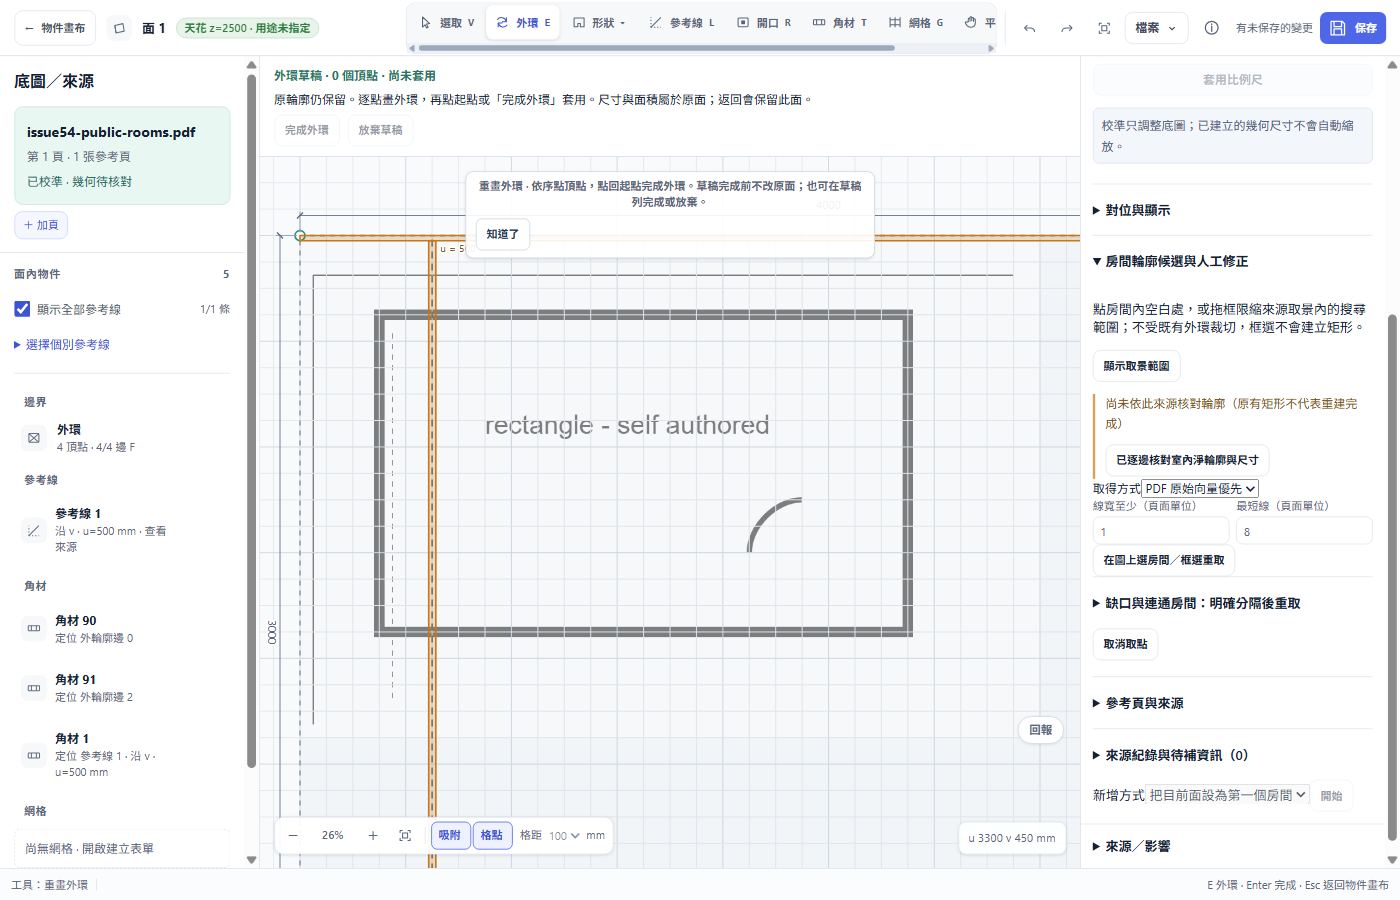 ← 物件畫布
面 1
天花 z=2500 · 用途未指定
選取 V
外環 E
形狀
參考線 L
開口 R
角材 T
網格 G
平
檔案
有未保存的變更
保存
底圖／來源
issue54-public-rooms.pdf
第 1 頁 · 1 張參考頁
已校準 · 幾何待核對
+ 加頁
面內物件 5
顯示全部參考線 1/1 條
選擇個別參考線
邊界
外環
4 頂點 · 4/4 邊 F
參考線
參考線 1
沿 v · u=500 mm · 查看
來源
角材
角材 90
定位 外輪廓邊 0
角材 91
定位 外輪廓邊 2
角材 1
定位 參考線 1 · 沿 v ·
u=500 mm
網格
尚無網格 · 開啟建立表單
外環草稿 · 0 個頂點 · 尚未套用
原輪廓仍保留。逐點畫外環，再點起點或「完成外環」套用。尺寸與面積屬於原面；返回會保留此面。
完成外環
放棄草稿
重畫外環 · 依序點頂點，點回起點完成外環。草稿完成前不改原面；也可在草稿
列完成或放棄。
4000
知道了
u = 5
rectangle - self authored
3000
回報
26%
吸附
格點
格距 100 mm
u 3300 v 450 mm
套用比例尺
校準只調整底圖；已建立的幾何尺寸不會自動縮
放。
對位與顯示
房間輪廓候選與人工修正
點房間內空白處，或拖框限縮來源取景內的搜尋
範圍；不受既有外環裁切，框選不會建立矩形。
顯示取景範圍
尚未依此來源核對輪廓（原有矩形不代表重建完
成）
已逐邊核對室內淨輪廓與尺寸
取得方式 PDF 原始向量優先
線寬至少（頁面單位） 最短線（頁面單位）
1 8
在圖上選房間／框選重取
缺口與連通房間：明確分隔後重取
取消取點
參考頁與來源
來源紀錄與待補資訊（0）
新增方式 把目前面設為第一個房間 開始
來源／影響
工具：重畫外環
E 外環 · Enter 完成 · Esc 返回物件畫布